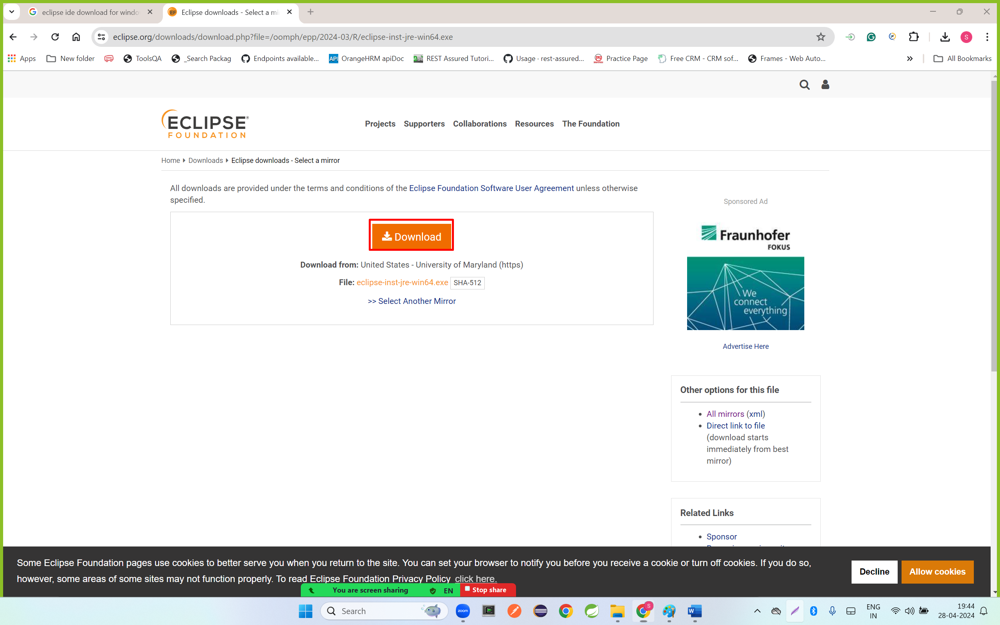 eclipse ide download for windo
Eclipse downloads - Select a mi
eclipse.org/downloads/download.php?file=/oomph/epp/2024-03/R/eclipse-inst-jre-win64.exe
S
Apps New folder ToolsQA _Search Packag Endpoints available... API OrangeHRM apiDoc REST Assured Tutori... Usage · rest-assured... Practice Page Free CRM - CRM sof... Frames - Web Auto... » All Bookmarks
ECLIPSE®
FOUNDATION
Projects Supporters Collaborations Resources The Foundation
Home Downloads Eclipse downloads - Select a mirror
All downloads are provided under the terms and conditions of the Eclipse Foundation Software User Agreement unless otherwise
specified.
Download
Download from: United States - University of Maryland (https)
File: eclipse-inst-jre-win64.exe SHA-512
>> Select Another Mirror
Sponsored Ad
Fraunhofer
FOKUS
We
connect
everything
Advertise Here
Other options for this file
All mirrors (xml)
Direct link to file
(download starts
immediately from best
mirror)
Related Links
Sponsor
Some Eclipse Foundation pages use cookies to better serve you when you return to the site. You can set your browser to notify you before you receive a cookie or turn off cookies. If you do so,
however, some areas of some sites may not function properly. To read Eclipse Foundation Privacy Policy click here.
Decline
Allow cookies
You are screen sharing EN Stop share
Search
zoom
S
W
ENG
IN
19:44
28-04-2024